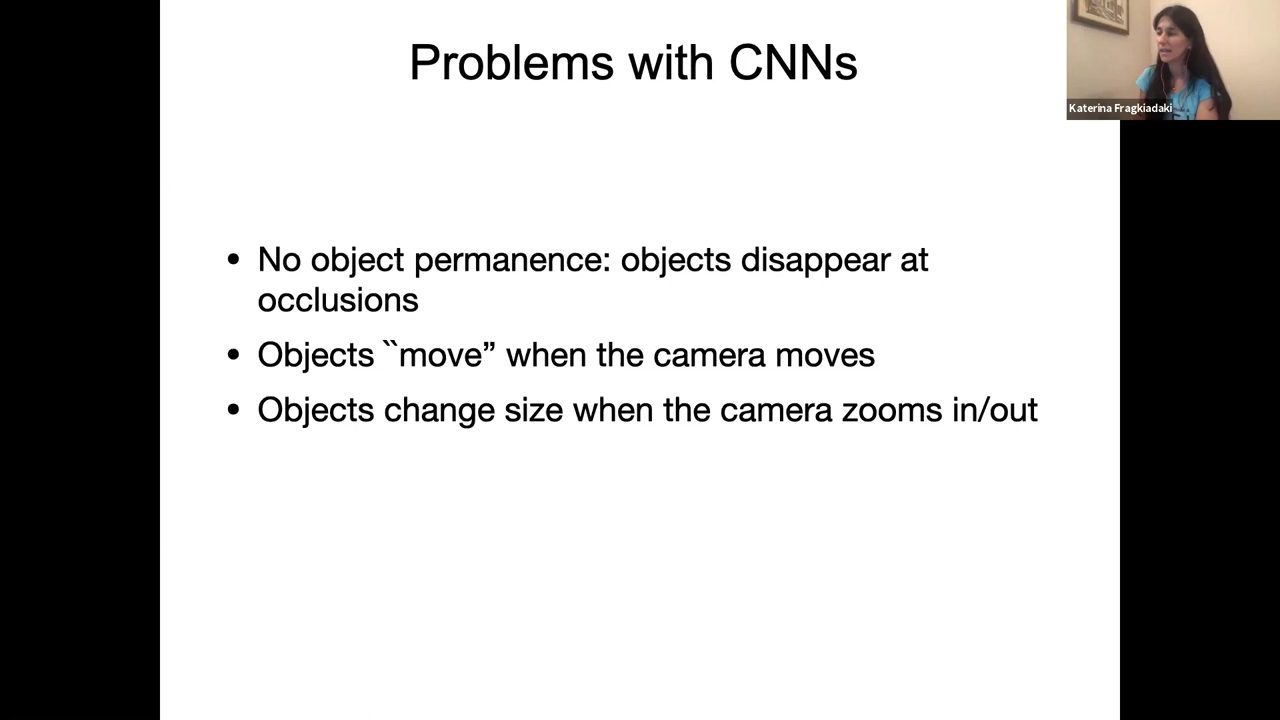 Problems with CNNs
Katerina Fragkiadaki
• No object permanence: objects disappear at
occlusions
• Objects ``move” when the camera moves
• Objects change size when the camera zooms in/out